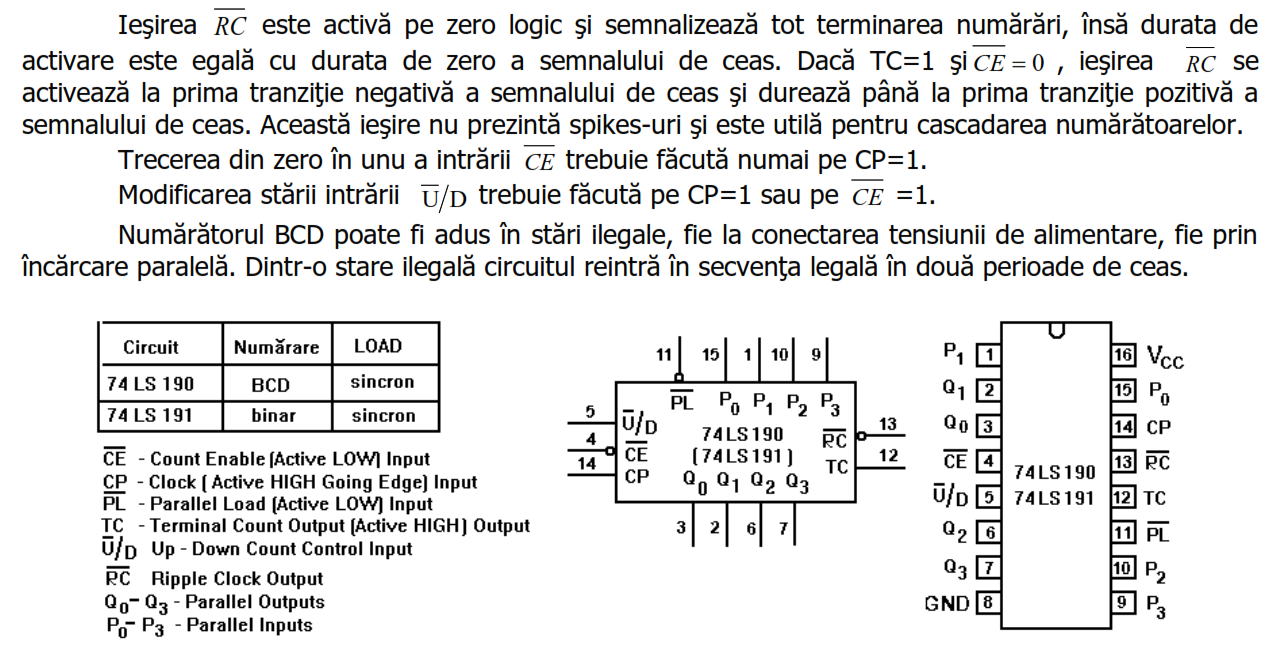 Ieşirea RC este activă pe zero logic şi semnalizează tot terminarea numărări, însă durata de
activare este egală cu durata de zero a semnalului de ceas. Dacă TC=1 şi CE = 0 , ieşirea RC se
activează la prima tranziţie negativă a semnalului de ceas şi durează până la prima tranziţie pozitivă a
semnalului de ceas. Această ieşire nu prezintă spikes-uri şi este utilă pentru cascadarea numărătoarelor.
Trecerea din zero în unu a intrării CE trebuie făcută numai pe CP=1.
Modificarea stării intrării U/D trebuie făcută pe CP=1 sau pe CE =1.
Numărătorul BCD poate fi adus în stări ilegale, fie la conectarea tensiunii de alimentare, fie prin
încărcare paralelă. Dintr-o stare ilegală circuitul reintră în secvenţa legală în două perioade de ceas.
Circuit Numărare LOAD
74 LS 190 BCD sincron
74 LS 191 binar sincron
CE - Count Enable (Active LOW) Input
CP - Clock ( Active HIGH Going Edge) Input
PL - Parallel Load (Active LOW) Input
TC - Terminal Count Output (Active HIGH) Output
U/D Up - Down Count Control Input
RC Ripple Clock Output
Q0- Q3 - Parallel Outputs
P0- P3 - Parallel Inputs
11 15 1 10 9
PL P0 P1 P2 P3
5 U/D 74LS190 RC 13
4 CE (74LS191) TC 12
14 CP Q0 Q1 Q2 Q3
3 2 6 7
P1 1 16 VCC
Q1 2 15 P0
Q0 3 14 CP
CE 4 13 RC
74LS190
U/D 5 74LS191 12 TC
Q2 6 11 PL
Q3 7 10 P2
GND 8 9 P3